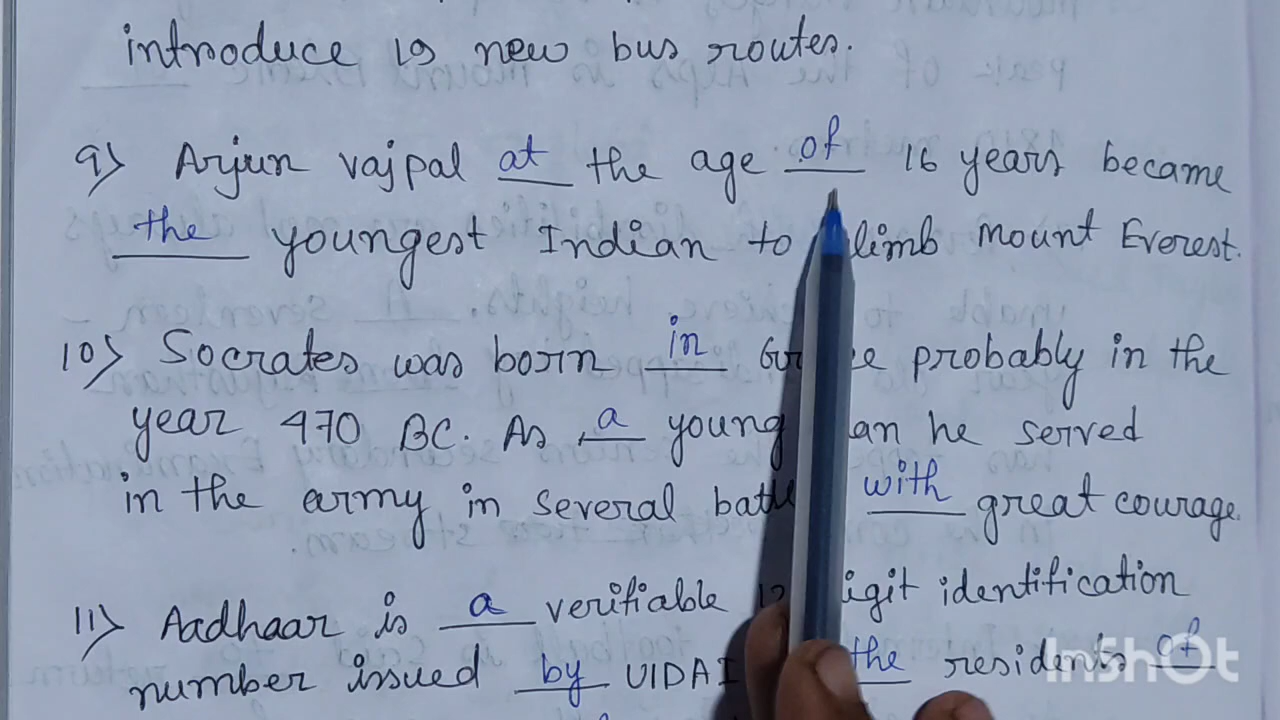 introduce 19 new bus routes.
9) Arjun vajpal at the age of 16 years became
the youngest Indian to climb mount Everest.
10) Socrates was born in probably in the
year 470 BC. As a young he served
in the army in several with great courage.
11) Aadhaar is a verifiable identification
number issued by UIDAI the residents of
InShOt